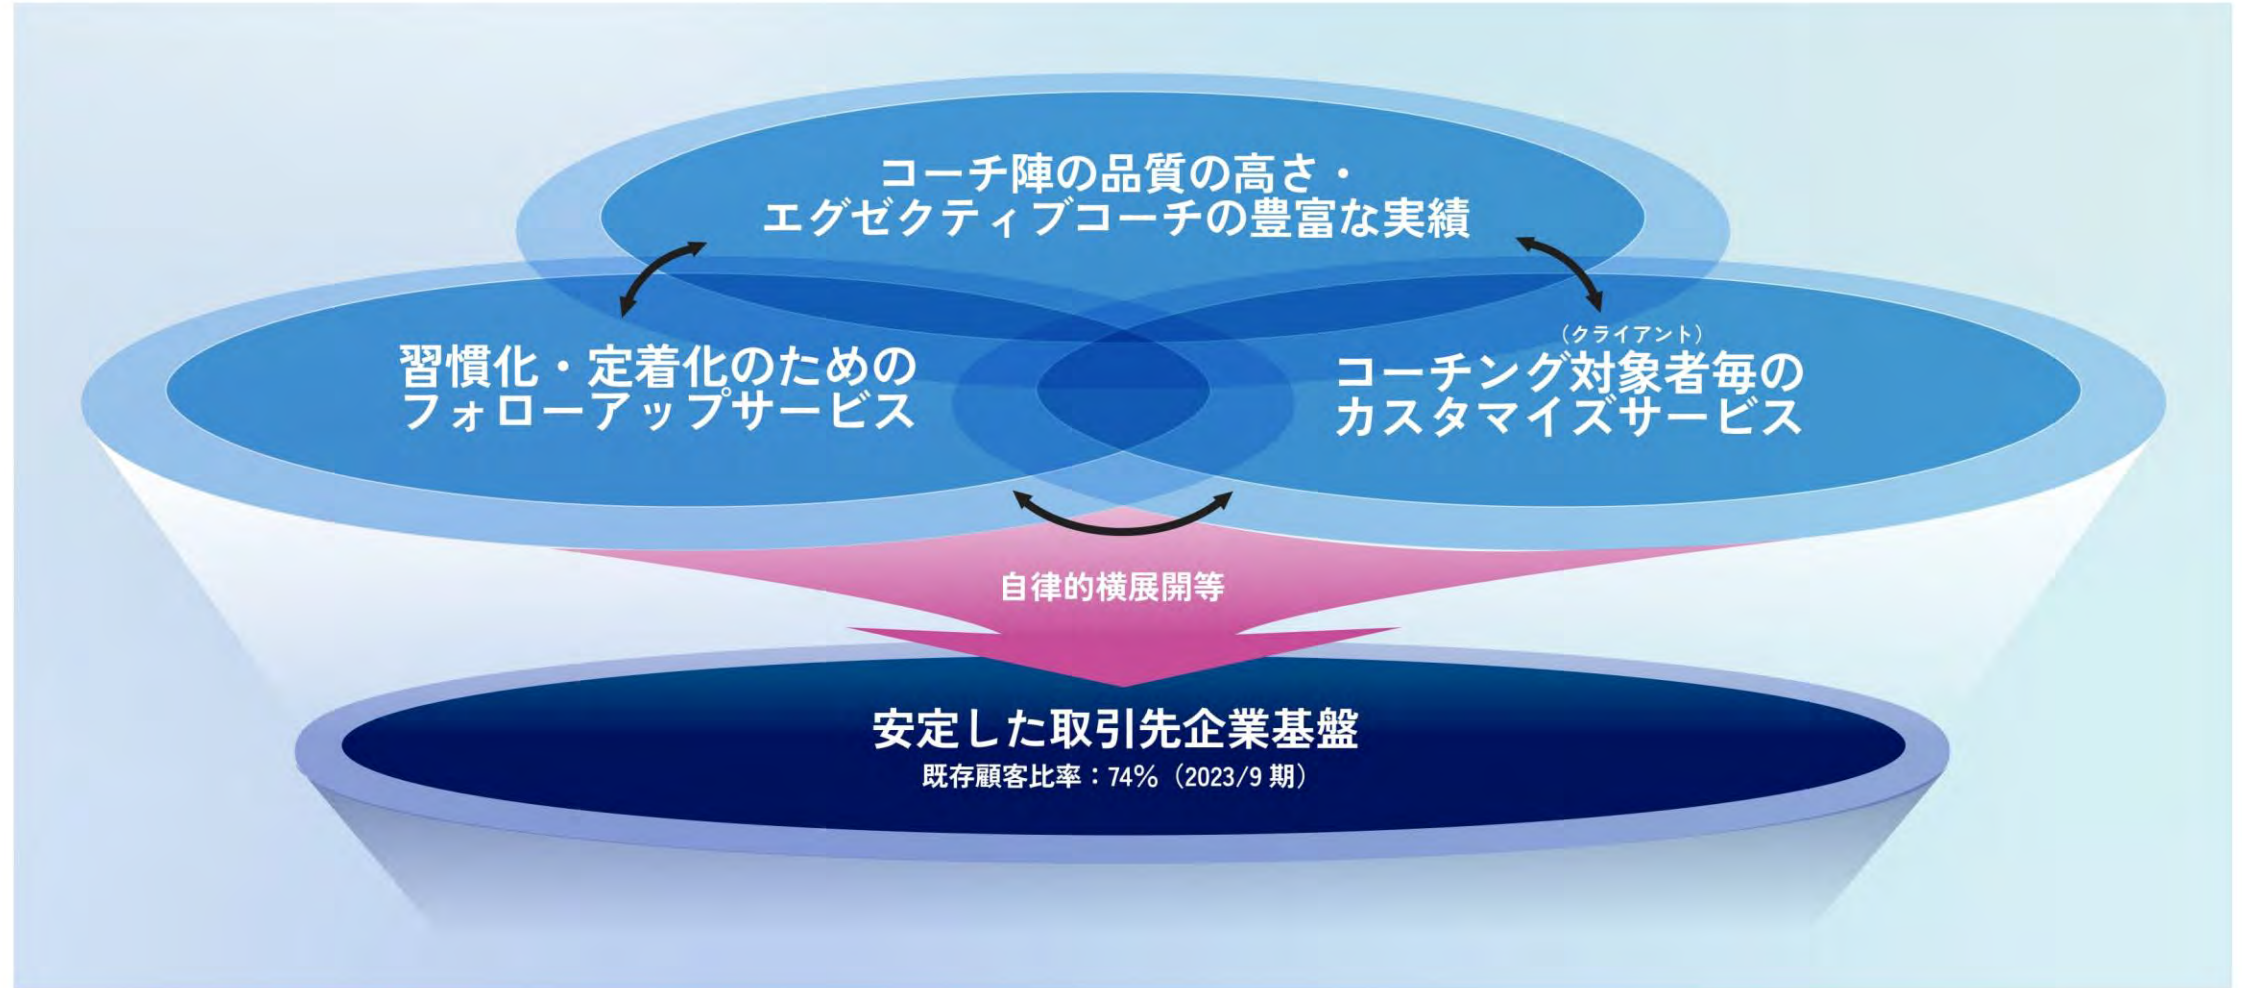 コーチ陣の品質の高さ・
エグゼクティブコーチの豊富な実績
習慣化・定着化のための
フォローアップサービス
（クライアント）
コーチング対象者毎の
カスタマイズサービス
自律的横展開等
安定した取引先企業基盤
既存顧客比率：74%（2023/9 期）